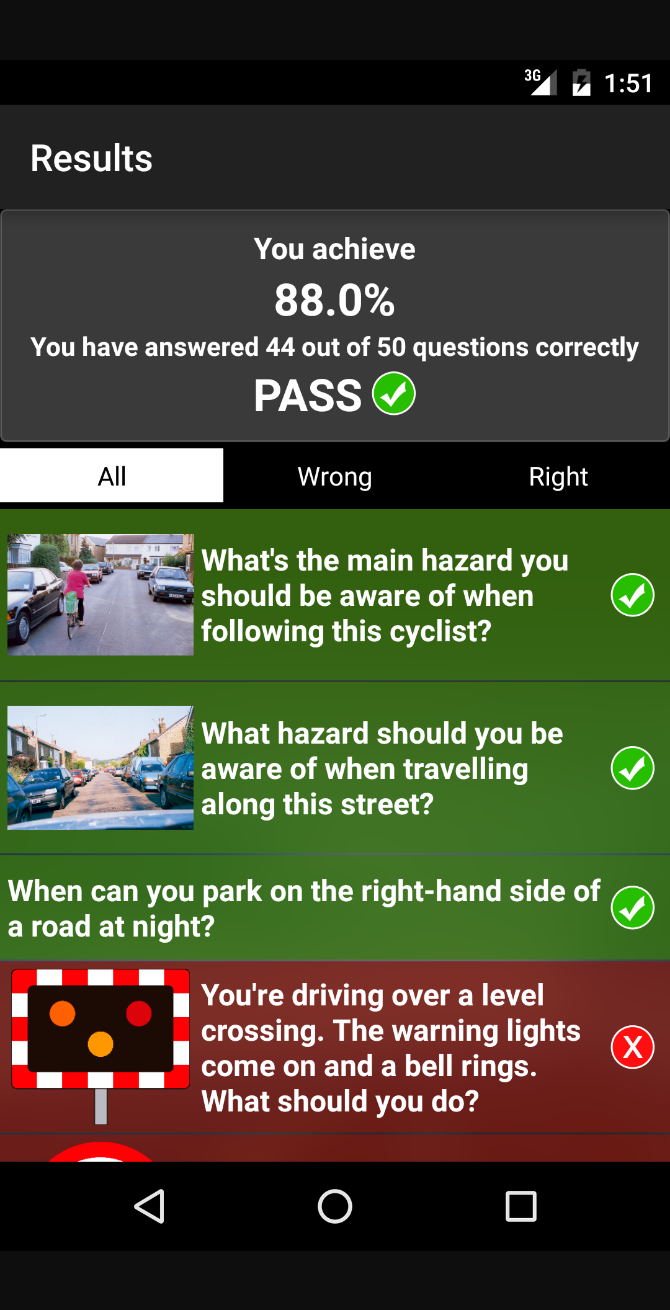 3G 1:51
Results
You achieve
88.0%
You have answered 44 out of 50 questions correctly
PASS
All Wrong Right
What's the main hazard you
should be aware of when
following this cyclist?
What hazard should you be
aware of when travelling
along this street?
When can you park on the right-hand side of
a road at night?
You're driving over a level
crossing. The warning lights
come on and a bell rings.
What should you do?
X